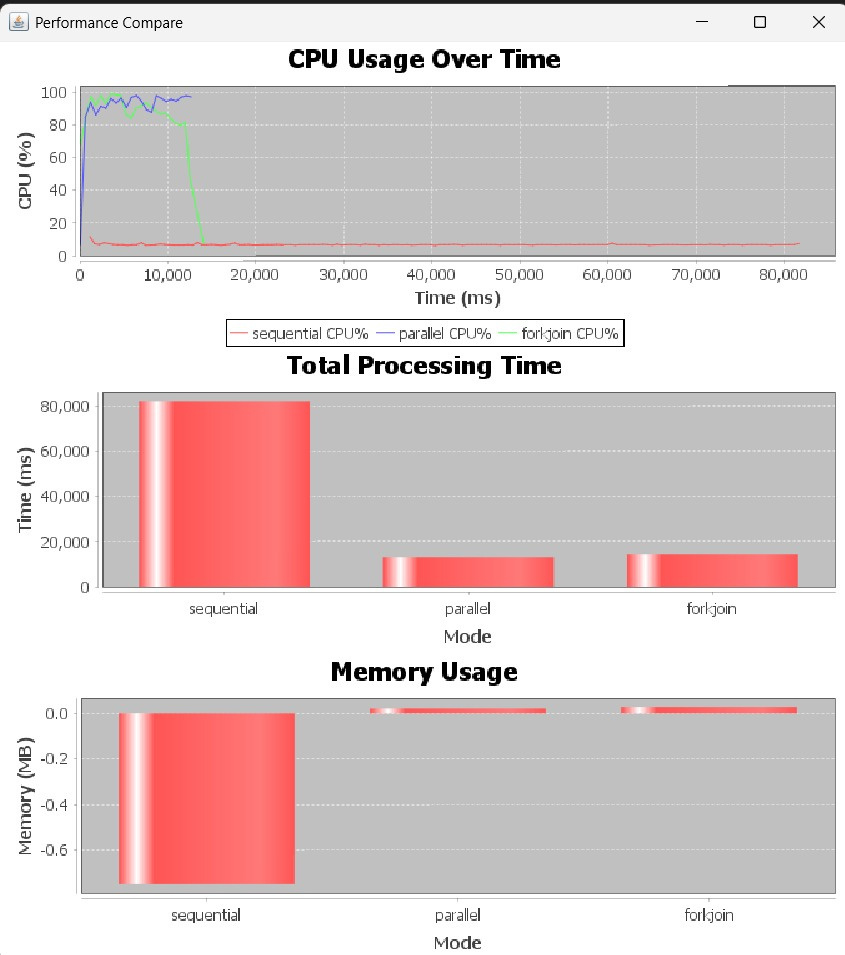 Performance Compare
CPU Usage Over Time
CPU (%)
100
80
60
40
20
0
0 10,000 20,000 30,000 40,000 50,000 60,000 70,000 80,000
Time (ms)
sequential CPU% parallel CPU% forkjoin CPU%
Total Processing Time
Time (ms)
80,000
60,000
40,000
20,000
0
sequential parallel forkjoin
Mode
Memory Usage
Memory (MB)
0.0
-0.2
-0.4
-0.6
sequential parallel forkjoin
Mode